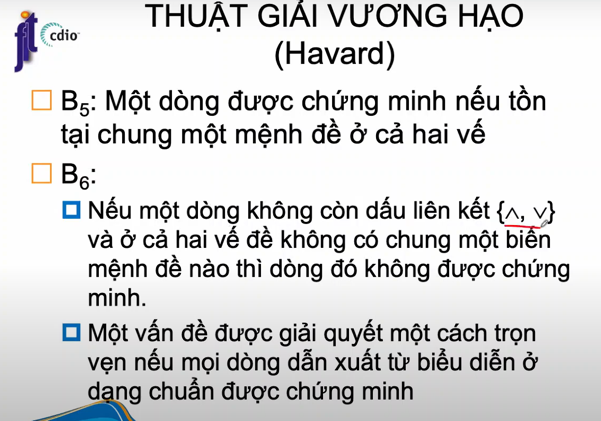 THUẬT GIẢI VƯƠNG HẠO
(Havard)
jit cdio
B5: Một dòng được chứng minh nếu tồn
tại chung một mệnh đề ở cả hai vế
B6:
Nếu một dòng không còn dấu liên kết {∧, ∨}
và ở cả hai vế đề không có chung một biến
mệnh đề nào thì dòng đó không được chứng
minh.
Một vấn đề được giải quyết một cách trọn
vẹn nếu mọi dòng dẫn xuất từ biểu diễn ở
dạng chuẩn được chứng minh